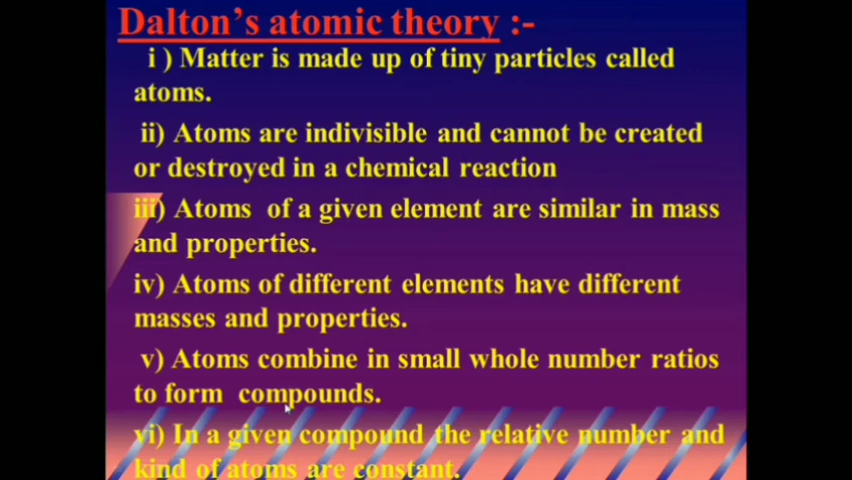 Dalton's atomic theory :-
i ) Matter is made up of tiny particles called
atoms.
ii) Atoms are indivisible and cannot be created
or destroyed in a chemical reaction
iii) Atoms of a given element are similar in mass
and properties.
iv) Atoms of different elements have different
masses and properties.
v) Atoms combine in small whole number ratios
to form compounds.
vi) In a given compound the relative number and
kind of atoms are constant.